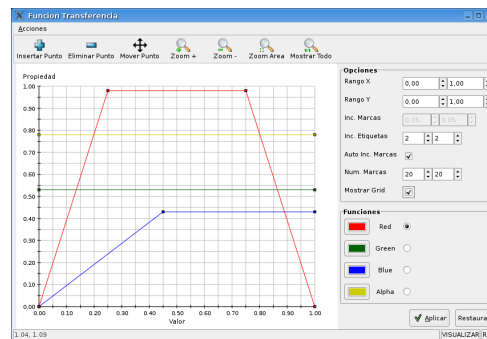 Funcion Transferencia
Acciones
Insertar Punto Eliminar Punto Mover Punto Zoom + Zoom - Zoom Area Mostrar Todo
Propiedad
1.00
0.90
0.80
0.70
0.60
0.50
0.40
0.30
0.20
0.10
0.00
0.00 0.10 0.20 0.30 0.40 0.50 0.60 0.70 0.80 0.90 1.00
Valor
Opciones
Rango X 0,00 1,00
Rango Y 0,00 1,00
Inc. Marcas 0.05 0.05
Inc. Etiquetas 2 2
Auto Inc. Marcas
Num. Marcas 20 20
Mostrar Grid
Funciones
Red
Green
Blue
Alpha
Aplicar Restaura
1.04, 1.09 VISUALIZAR R